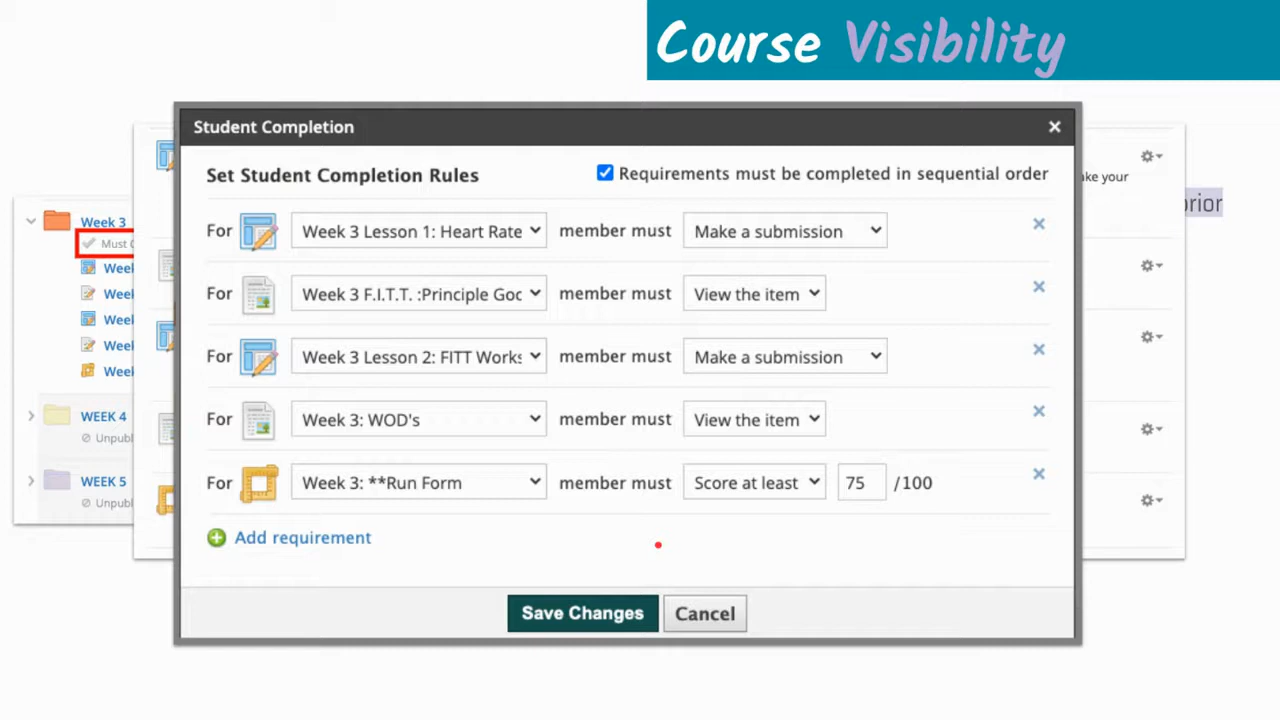 Course Visibility
Student Completion
Set Student Completion Rules
Requirements must be completed in sequential order
For Week 3 Lesson 1: Heart Rate member must Make a submission
For Week 3 F.I.T.T. :Principle Goo member must View the item
For Week 3 Lesson 2: FITT Works member must Make a submission
For Week 3: WOD's member must View the item
For Week 3: **Run Form member must Score at least 75 /100
Add requirement
Save Changes Cancel
Week 3
Must
Week
Week
Week
Week
Week
WEEK 4
Unpubl
WEEK 5
Unpubl
your